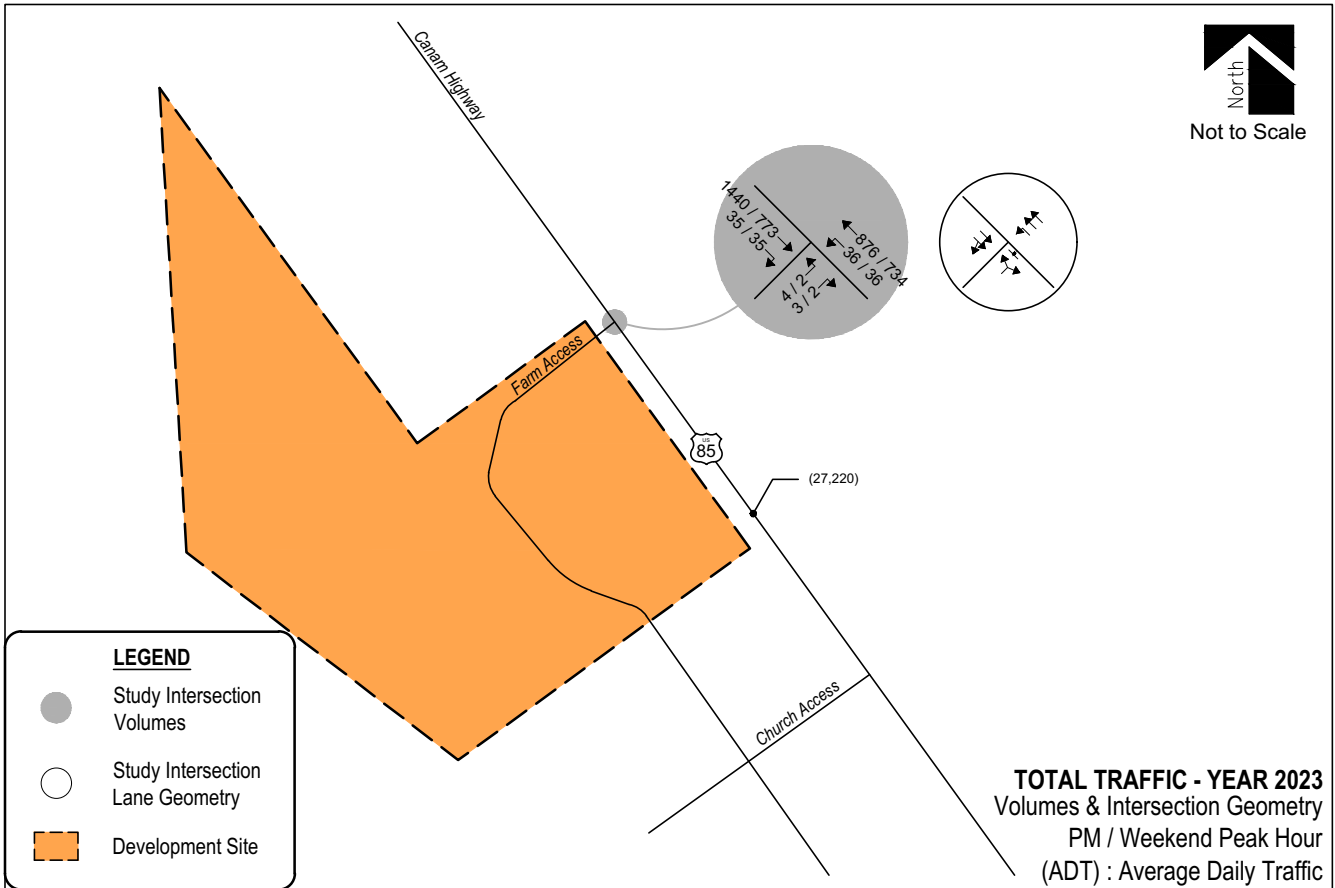 Canam Highway
North
Not to Scale
1440 / 773
35 / 35
876 / 734
36 / 36
4 / 2
3 / 2
Farm Access
US
85
(27,220)
Church Access
LEGEND
Study Intersection
Volumes
Study Intersection
Lane Geometry
Development Site
TOTAL TRAFFIC - YEAR 2023
Volumes & Intersection Geometry
PM / Weekend Peak Hour
(ADT) : Average Daily Traffic